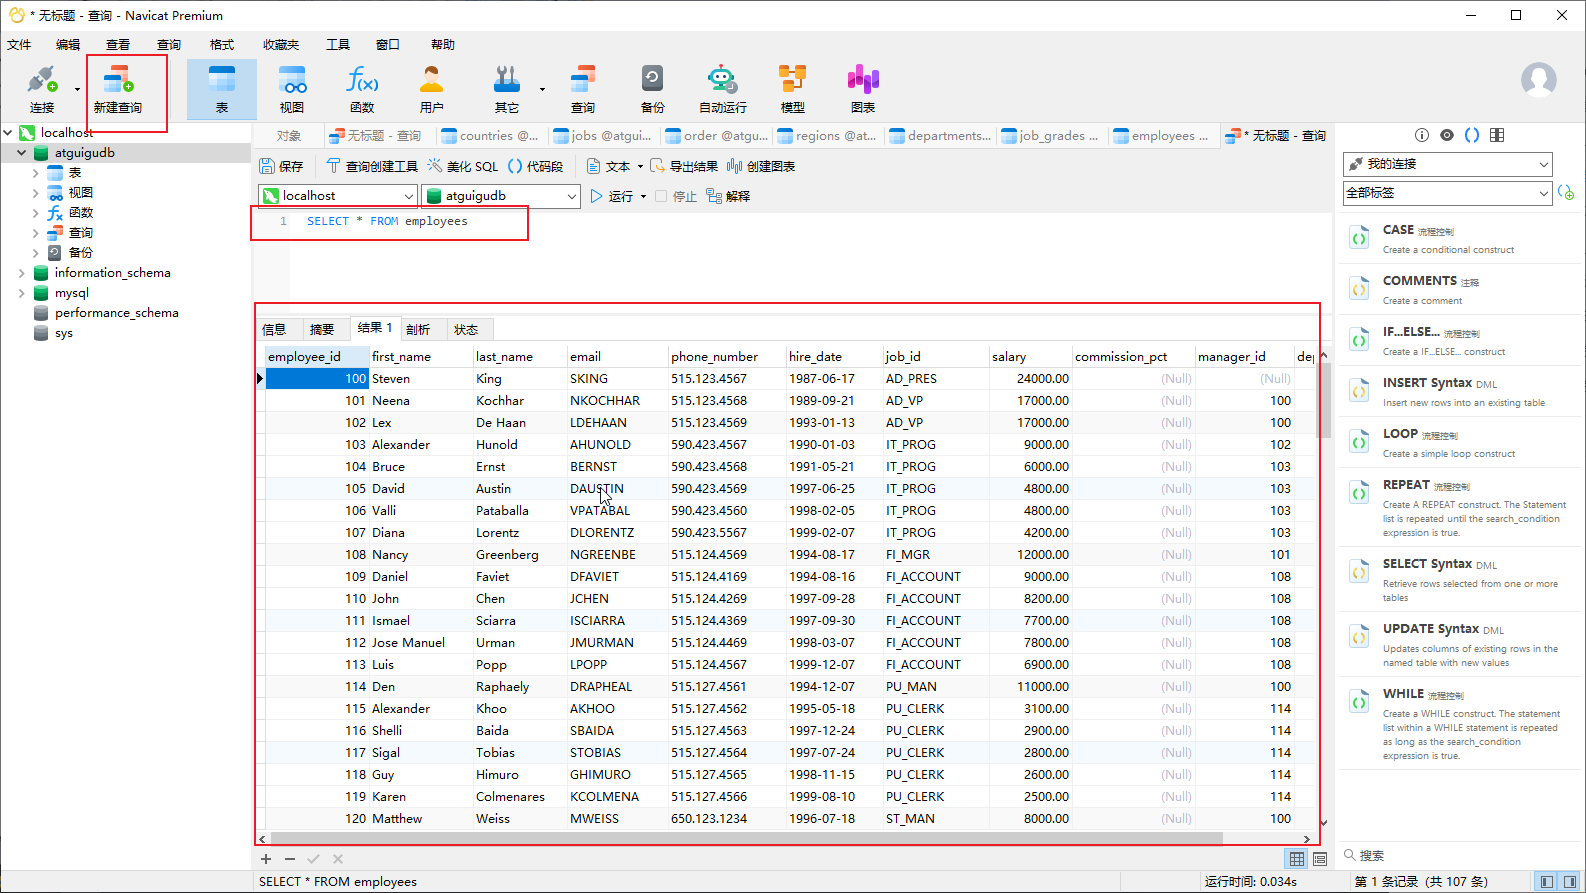 * 无标题 - 查询 - Navicat Premium
文件 编辑 查看 查询 格式 收藏夹 工具 窗口 帮助
连接 新建查询 表 视图 函数 用户 其它 查询 备份 自动运行 模型 图表
localhost
atguigudb
表
视图
函数
查询
备份
information_schema
mysql
performance_schema
sys
对象 无标题 - 查询 countries @... jobs @atgui... order @atgu... regions @at... departments... job_grades ... employees ... * 无标题 - 查询
保存 查询创建工具 美化 SQL 代码段 文本 导出结果 创建图表
localhost atguigudb 运行 停止 解释
1 SELECT * FROM employees
信息 摘要 结果 1 剖析 状态
employee_id first_name last_name email phone_number hire_date job_id salary commission_pct manager_id dep
100 Steven King SKING 515.123.4567 1987-06-17 AD_PRES 24000.00 (Null) (Null)
101 Neena Kochhar NKOCHHAR 515.123.4568 1989-09-21 AD_VP 17000.00 (Null) 100
102 Lex De Haan LDEHAAN 515.123.4569 1993-01-13 AD_VP 17000.00 (Null) 100
103 Alexander Hunold AHUNOLD 590.423.4567 1990-01-03 IT_PROG 9000.00 (Null) 102
104 Bruce Ernst BERNST 590.423.4568 1991-05-21 IT_PROG 6000.00 (Null) 103
105 David Austin DAUSTIN 590.423.4569 1997-06-25 IT_PROG 4800.00 (Null) 103
106 Valli Pataballa VPATABAL 590.423.4560 1998-02-05 IT_PROG 4800.00 (Null) 103
107 Diana Lorentz DLORENTZ 590.423.5567 1999-02-07 IT_PROG 4200.00 (Null) 103
108 Nancy Greenberg NGREENBE 515.124.4569 1994-08-17 FI_MGR 12000.00 (Null) 101
109 Daniel Faviet DFAVIET 515.124.4169 1994-08-16 FI_ACCOUNT 9000.00 (Null) 108
110 John Chen JCHEN 515.124.4269 1997-09-28 FI_ACCOUNT 8200.00 (Null) 108
111 Ismael Sciarra ISCIARRA 515.124.4369 1997-09-30 FI_ACCOUNT 7700.00 (Null) 108
112 Jose Manuel Urman JMURMAN 515.124.4469 1998-03-07 FI_ACCOUNT 7800.00 (Null) 108
113 Luis Popp LPOPP 515.124.4567 1999-12-07 FI_ACCOUNT 6900.00 (Null) 108
114 Den Raphaely DRAPHEAL 515.127.4561 1994-12-07 PU_MAN 11000.00 (Null) 100
115 Alexander Khoo AKHOO 515.127.4562 1995-05-18 PU_CLERK 3100.00 (Null) 114
116 Shelli Baida SBAIDA 515.127.4563 1997-12-24 PU_CLERK 2900.00 (Null) 114
117 Sigal Tobias STOBIAS 515.127.4564 1997-07-24 PU_CLERK 2800.00 (Null) 114
118 Guy Himuro GHIMURO 515.127.4565 1998-11-15 PU_CLERK 2600.00 (Null) 114
119 Karen Colmenares KCOLMENA 515.127.4566 1999-08-10 PU_CLERK 2500.00 (Null) 114
120 Matthew Weiss MWEISS 650.123.1234 1996-07-18 ST_MAN 8000.00 (Null) 100
我的连接
全部标签
CASE 流程控制
Create a conditional construct
COMMENTS 注释
Create a comment
IF...ELSE... 流程控制
Create a IF...ELSE... construct
INSERT Syntax DML
Insert new rows into an existing table
LOOP 流程控制
Create a simple loop construct
REPEAT 流程控制
Create A REPEAT construct. The Statement
list is repeated until the search_condition
expression is true.
SELECT Syntax DML
Retrieve rows selected from one or more
tables
UPDATE Syntax DML
Updates columns of existing rows in the
named table with new values
WHILE 流程控制
Create a WHILE construct. The statement
list within a WHILE statement is repeated
as long as the search_condition
expression is true.
搜索
SELECT * FROM employees 运行时间: 0.034s 第 1 条记录 (共 107 条)